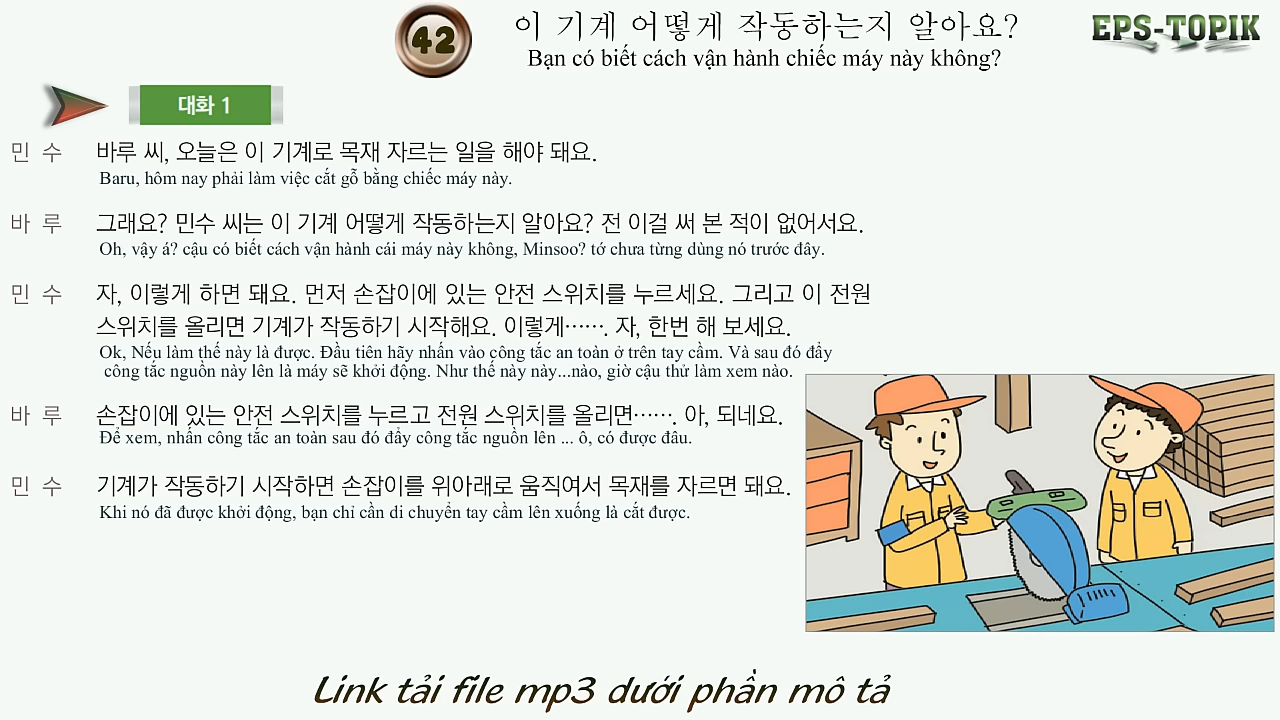 42
이 기계 어떻게 작동하는지 알아요?
Bạn có biết cách vận hành chiếc máy này không?
EPS-TOPIK
대화 1
민 수 바루 씨, 오늘은 이 기계로 목재 자르는 일을 해야 돼요.
Baru, hôm nay phải làm việc cắt gỗ bằng chiếc máy này.
바 루 그래요? 민수 씨는 이 기계 어떻게 작동하는지 알아요? 전 이걸 써 본 적이 없어서요.
Oh, vậy á? cậu có biết cách vận hành cái máy này không, Minsoo? tớ chưa từng dùng nó trước đây.
민 수 자, 이렇게 하면 돼요. 먼저 손잡이에 있는 안전 스위치를 누르세요. 그리고 이 전원
스위치를 올리면 기계가 작동하기 시작해요. 이렇게……. 자, 한번 해 보세요.
Ok, Nếu làm thế này là được. Đầu tiên hãy nhấn vào công tắc an toàn ở trên tay cầm. Và sau đó đẩy
công tắc nguồn này lên là máy sẽ khởi động. Như thế này này...nào, giờ cậu thử làm xem nào.
바 루 손잡이에 있는 안전 스위치를 누르고 전원 스위치를 올리면……. 아, 되네요.
Để xem, nhấn công tắc an toàn sau đó đẩy công tắc nguồn lên ... ô, có được đâu.
민 수 기계가 작동하기 시작하면 손잡이를 위아래로 움직여서 목재를 자르면 돼요.
Khi nó đã được khởi động, bạn chỉ cần di chuyển tay cầm lên xuống là cắt được.
Link tải file mp3 dưới phần mô tả